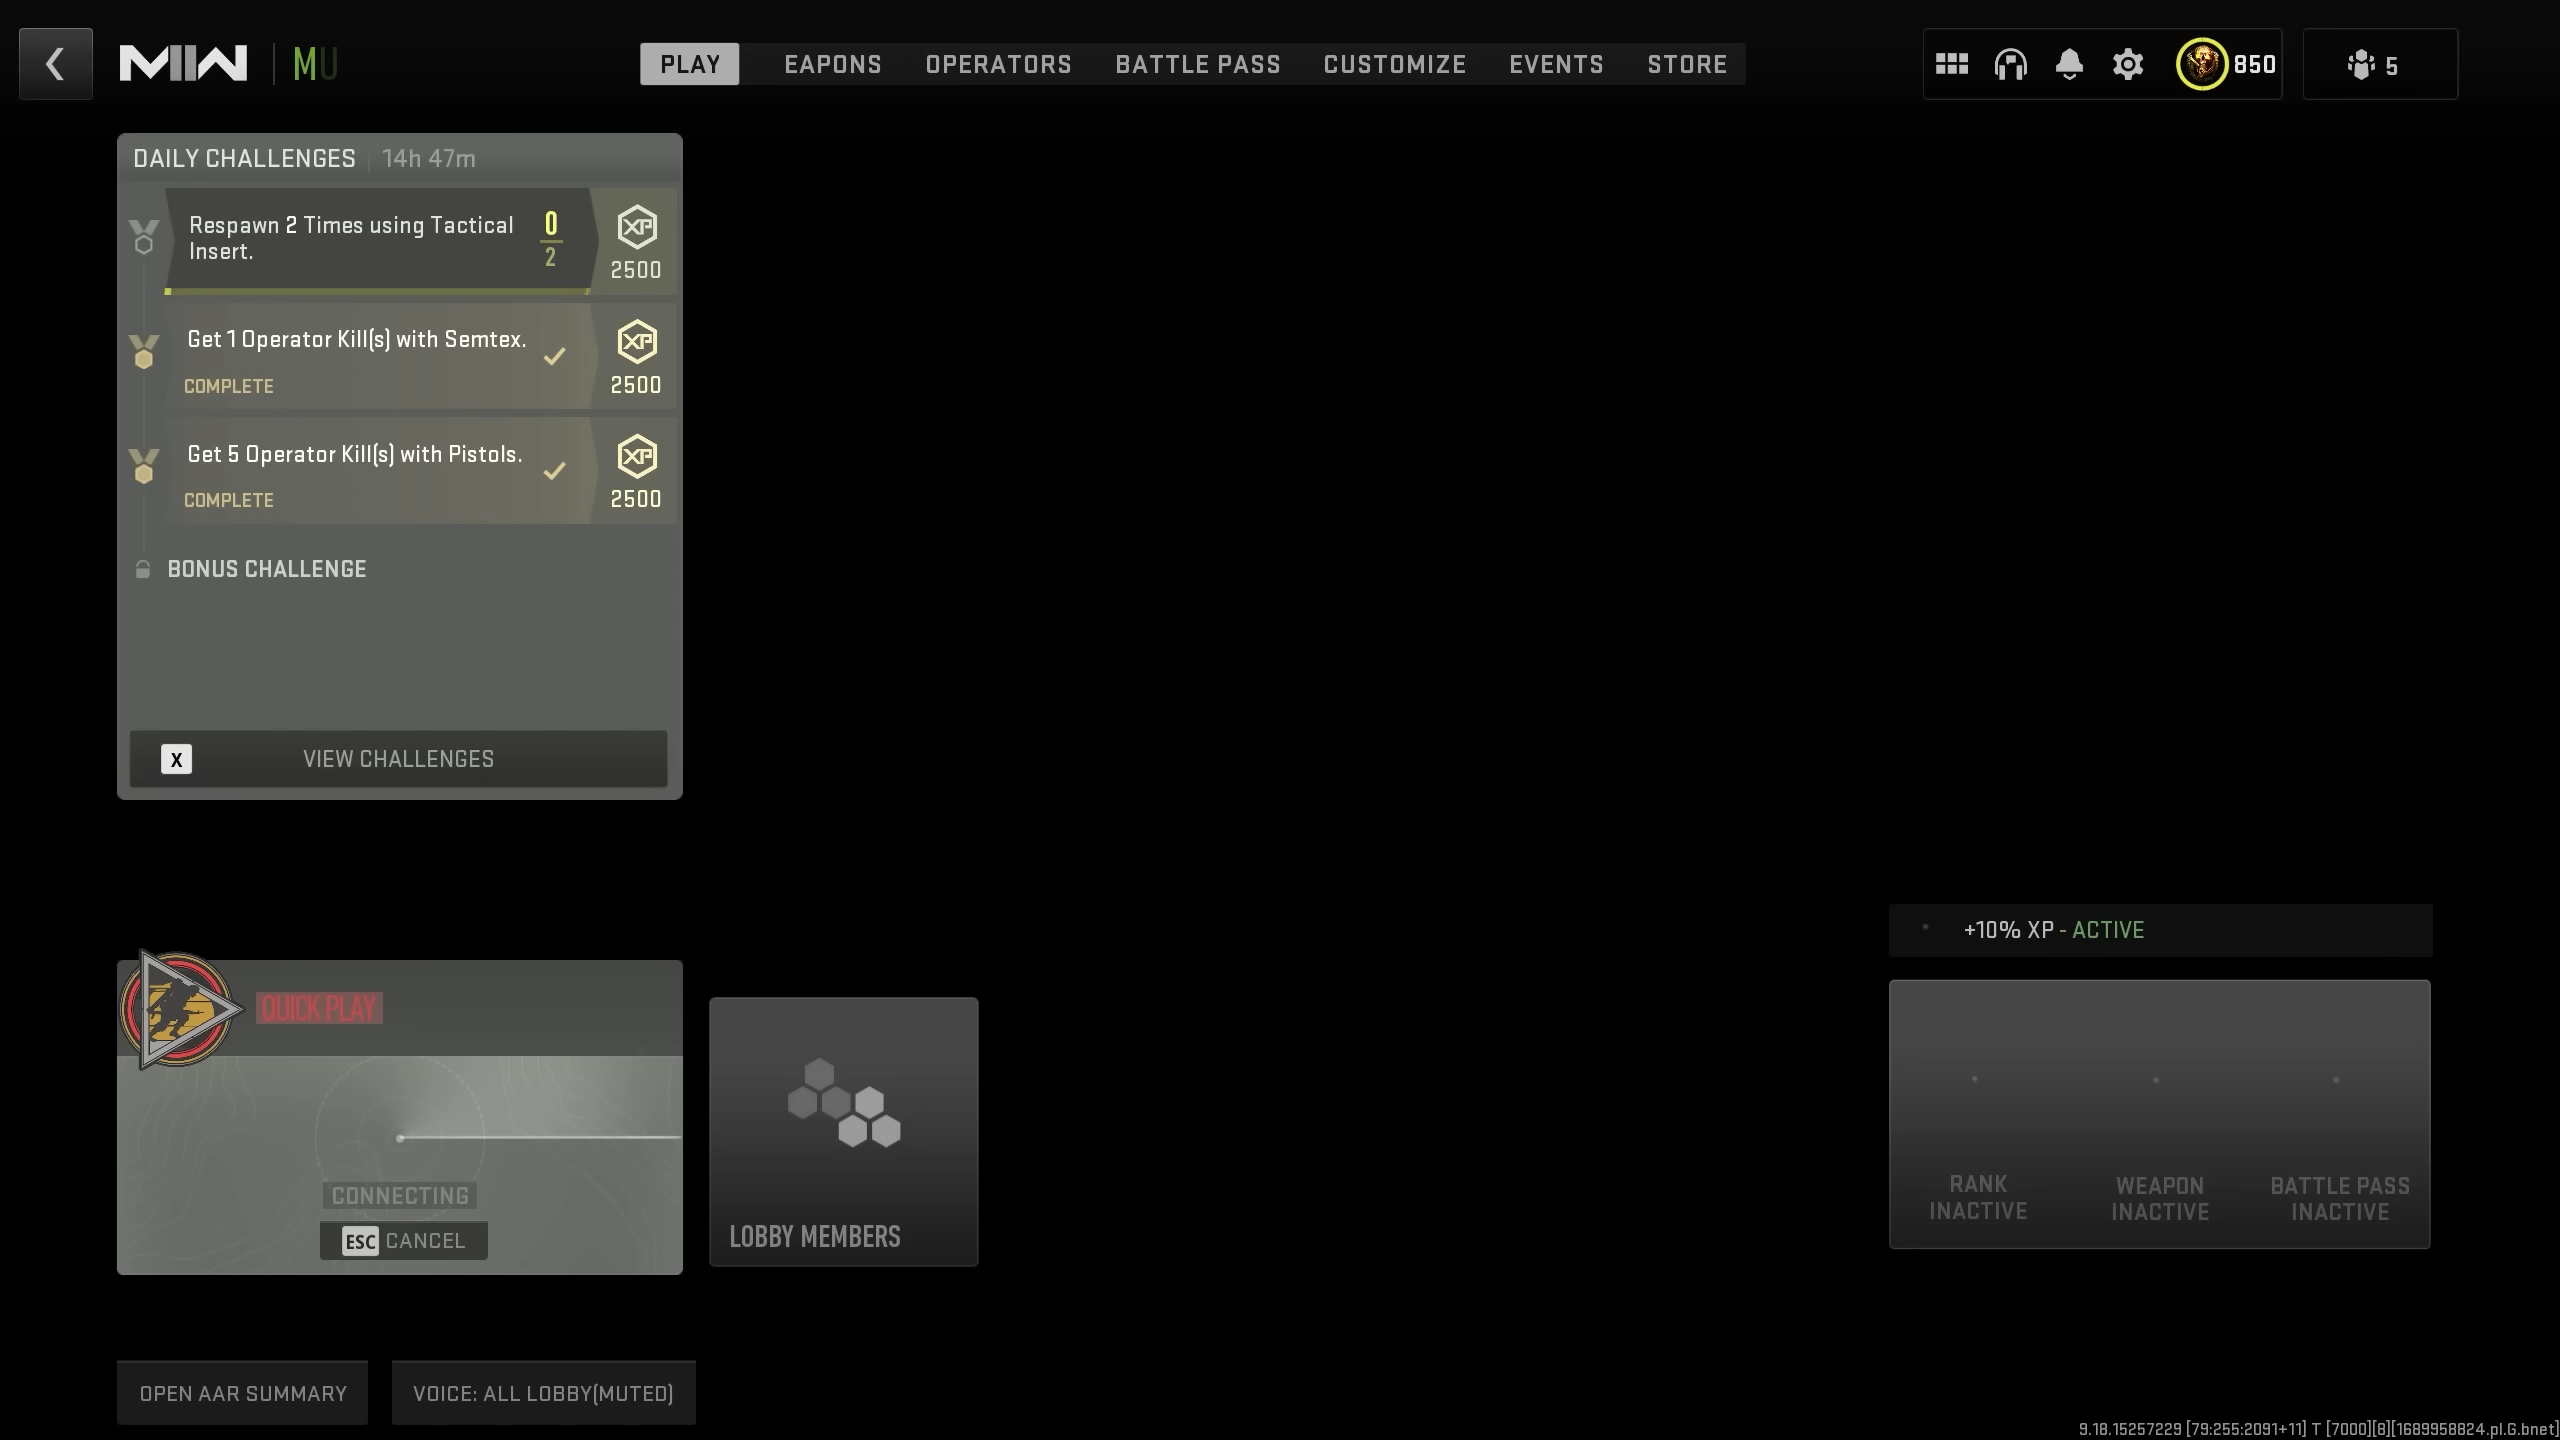 MIIW | MU
PLAY EAPONS OPERATORS BATTLE PASS CUSTOMIZE EVENTS STORE
850
5
DAILY CHALLENGES 14h 47m
Respawn 2 Times using Tactical
Insert.
0
2
XP
2500
Get 1 Operator Kill(s) with Semtex.
COMPLETE
XP
2500
Get 5 Operator Kill(s) with Pistols.
COMPLETE
XP
2500
BONUS CHALLENGE
X VIEW CHALLENGES
+10% XP - ACTIVE
QUICK PLAY
CONNECTING
ESC CANCEL
LOBBY MEMBERS
RANK
INACTIVE
WEAPON
INACTIVE
BATTLE PASS
INACTIVE
OPEN AAR SUMMARY
VOICE: ALL LOBBY(MUTED)
9.18.15257229 [79:255:2091+11] T [7000][8][1689958824.pl.G.bnet]